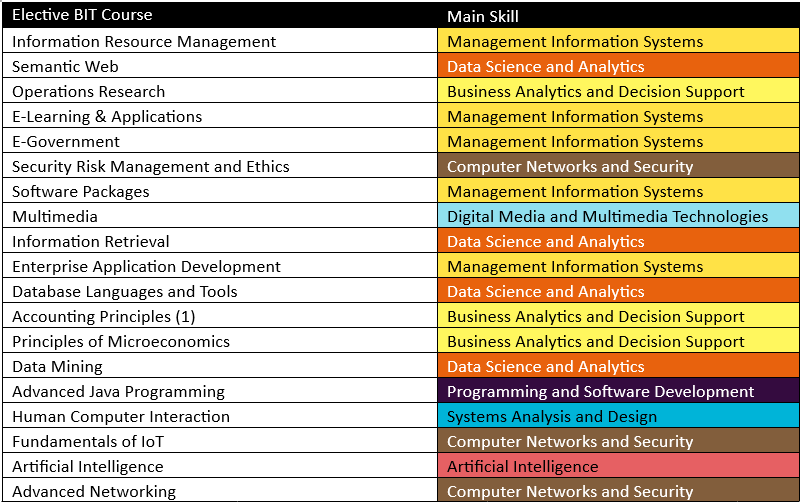 Elective BIT Course Main Skill
Information Resource Management Management Information Systems
Semantic Web Data Science and Analytics
Operations Research Business Analytics and Decision Support
E-Learning & Applications Management Information Systems
E-Government Management Information Systems
Security Risk Management and Ethics Computer Networks and Security
Software Packages Management Information Systems
Multimedia Digital Media and Multimedia Technologies
Information Retrieval Data Science and Analytics
Enterprise Application Development Management Information Systems
Database Languages and Tools Data Science and Analytics
Accounting Principles (1) Business Analytics and Decision Support
Principles of Microeconomics Business Analytics and Decision Support
Data Mining Data Science and Analytics
Advanced Java Programming Programming and Software Development
Human Computer Interaction Systems Analysis and Design
Fundamentals of IoT Computer Networks and Security
Artificial Intelligence Artificial Intelligence
Advanced Networking Computer Networks and Security